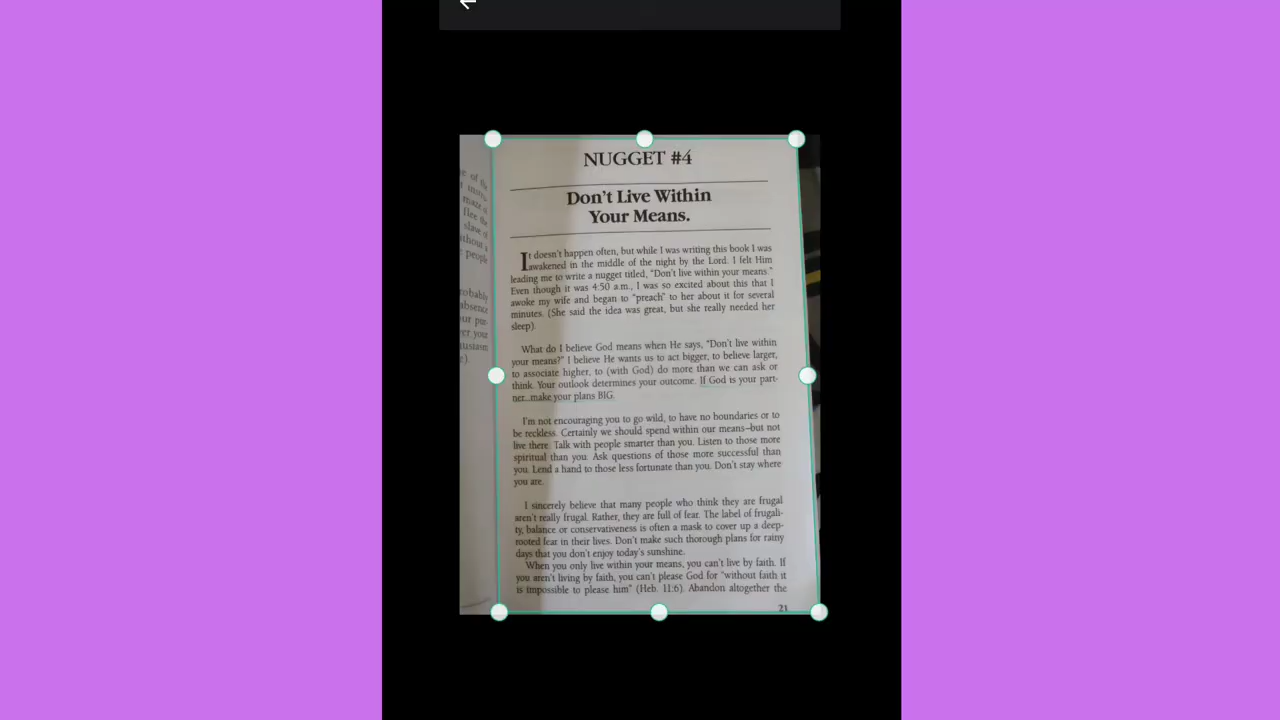 NUGGET #4
Don't Live Within
Your Means.
It doesn't happen often, but while I was writing this book I was
awakened in the middle of the night by the Lord. I felt Him
leading me to write a nugget titled, "Don't live within your means."
Even though it was 4:50 a.m., I was so excited about this that I
awoke my wife and began to "preach" to her about it for several
minutes. (She said the idea was great, but she really needed her
sleep).
What do I believe God means when He says, "Don't live within
your means?" I believe He wants us to act bigger, to believe larger,
to associate higher, to (with God) do more than we can ask or
think. Your outlook determines your outcome. If God is your part-
ner...make your plans BIG.
I'm not encouraging you to go wild, to have no boundaries or to
be reckless. Certainly we should spend within our means—but not
live there. Talk with people smarter than you. Listen to those more
spiritual than you. Ask questions of those more successful than
you. Lend a hand to those less fortunate than you. Don't stay where
you are.
I sincerely believe that many people who think they are frugal
aren't really frugal. Rather, they are full of fear. The label of frugali-
ty, balance or conservativeness is often a mask to cover up a deep-
rooted fear in their lives. Don't make such thorough plans for rainy
days that you don't enjoy today's sunshine.
When you only live within your means, you can't live by faith. If
you aren't living by faith, you can't please God for "without faith it
is impossible to please him" (Heb. 11:6). Abandon altogether the
21
e of the
maze
flee the
slave of
people
absence
er your